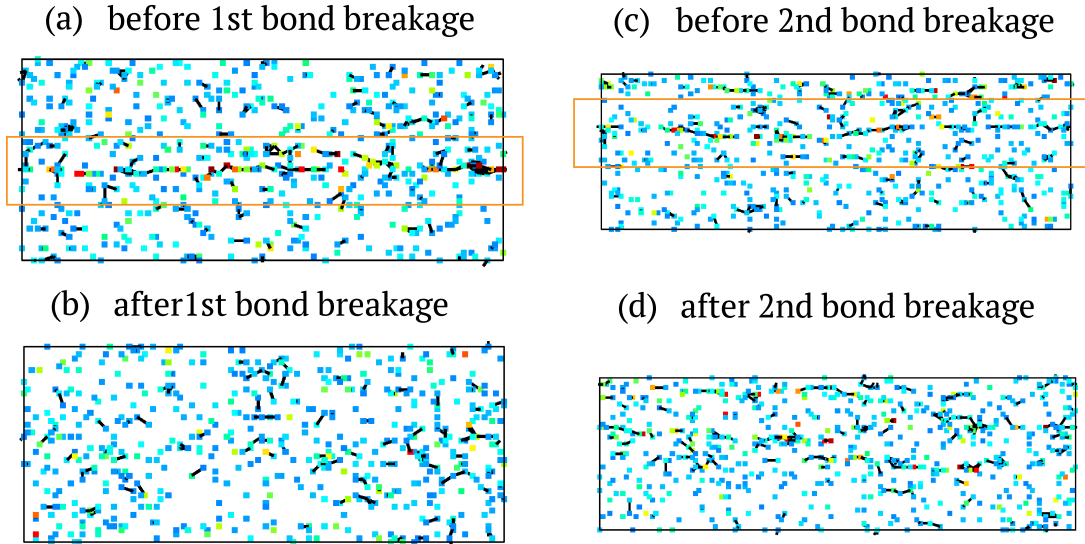 (a) before 1st bond breakage
(c) before 2nd bond breakage
(b) after1st bond breakage
(d) after 2nd bond breakage